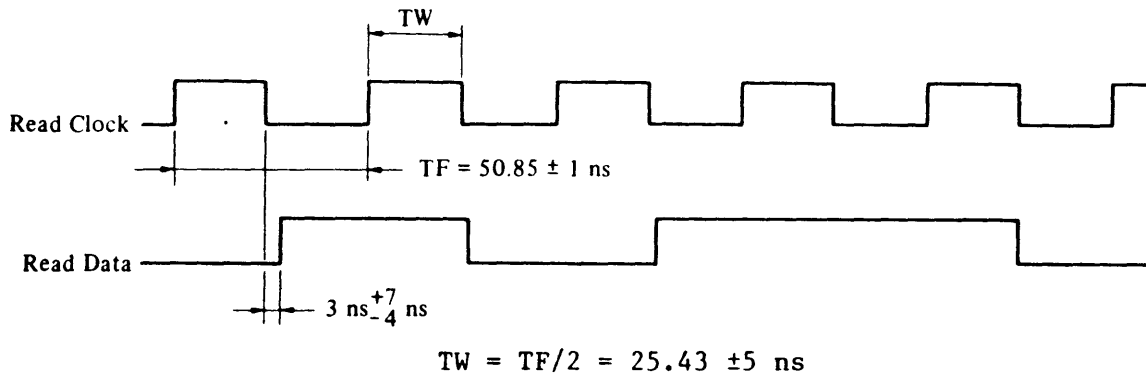 TW
Read Clock
TF = 50.85 ± 1 ns
Read Data
3 ns +7 -4 ns
TW = TF/2 = 25.43 ±5 ns